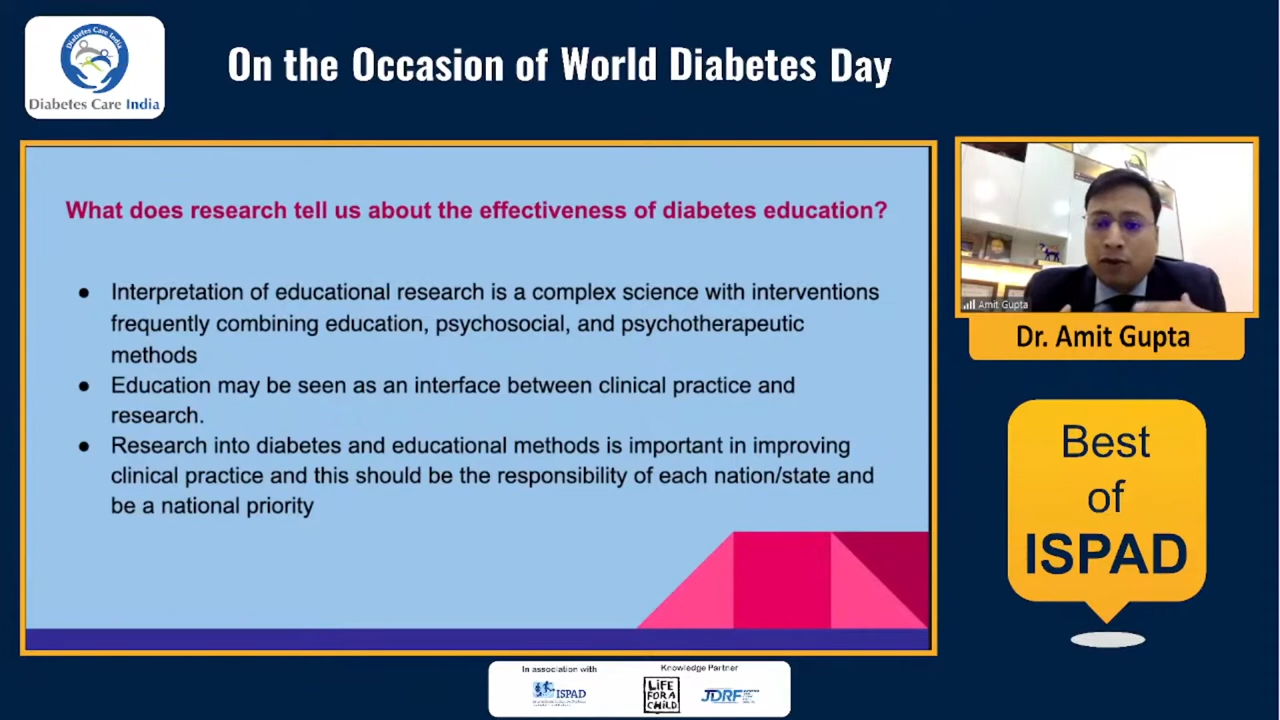 Diabetes Care India
Diabetes Care India
On the Occasion of World Diabetes Day
What does research tell us about the effectiveness of diabetes education?
● Interpretation of educational research is a complex science with interventions
frequently combining education, psychosocial, and psychotherapeutic
methods
● Education may be seen as an interface between clinical practice and
research.
● Research into diabetes and educational methods is important in improving
clinical practice and this should be the responsibility of each nation/state and
be a national priority
Amit Gupta
Dr. Amit Gupta
Best
of
ISPAD
In association with
ISPAD
Knowledge Partner
LiFE
FOR A
CHiLD
JDRF